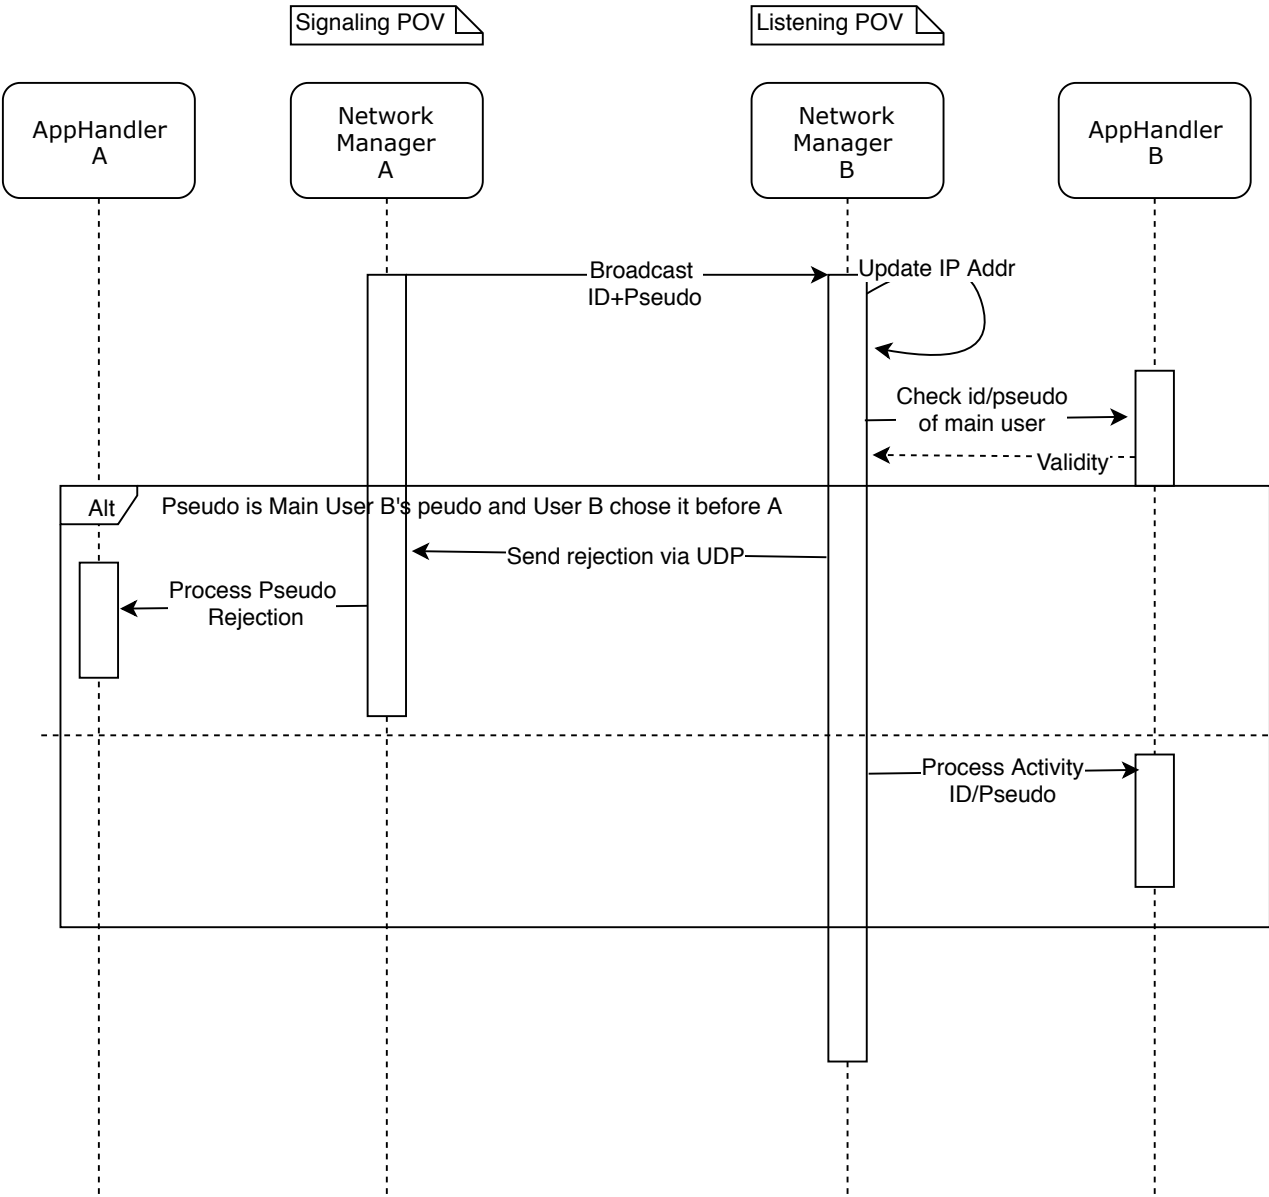 Signaling POV
Listening POV
AppHandler
A
Network
Manager
A
Network
Manager
B
AppHandler
B
Broadcast
ID+Pseudo
Update IP Addr
Check id/pseudo
of main user
Validity
Alt
Pseudo is Main User B's peudo and User B chose it before A
Send rejection via UDP
Process Pseudo
Rejection
Process Activity
ID/Pseudo